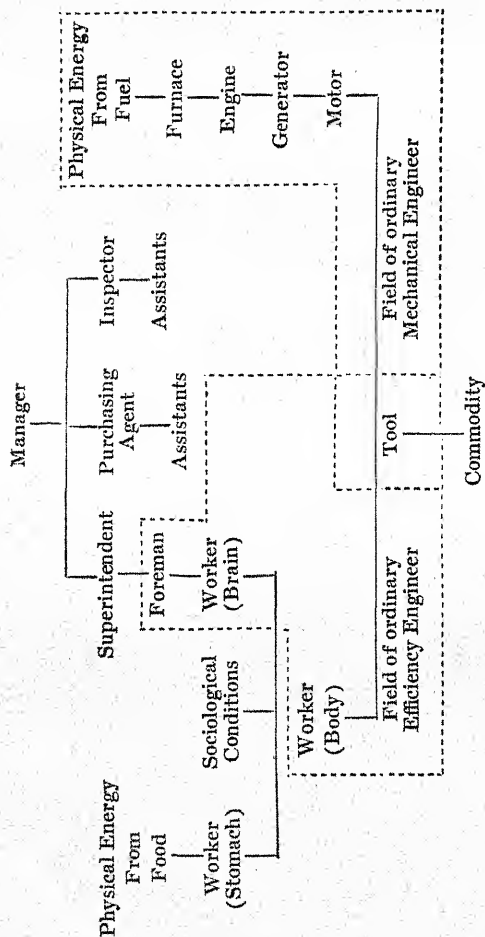 Manager
Superintendent
Purchasing
Agent
Inspector
Assistants
Assistants
Physical Energy
From
Fuel
Furnace
Engine
Generator
Motor
Foreman
Worker
(Brain)
Physical Energy
From
Food
Worker
(Stomach)
Sociological
Conditions
Worker
(Body)
Field of ordinary
Efficiency Engineer
Tool
Field of ordinary
Mechanical Engineer
Commodity